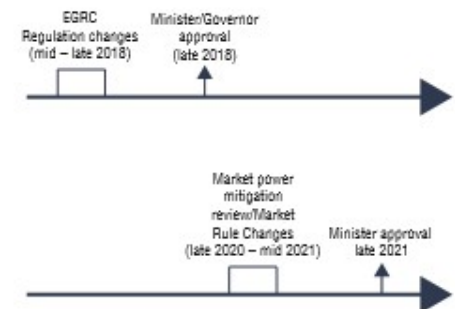 EGRC
Regulation changes
(mid – late 2018)
Minister/Governor
approval
(late 2018)
Market power
mitigation
review/Market
Rule Changes
(late 2020 – mid 2021)
Minister approval
late 2021